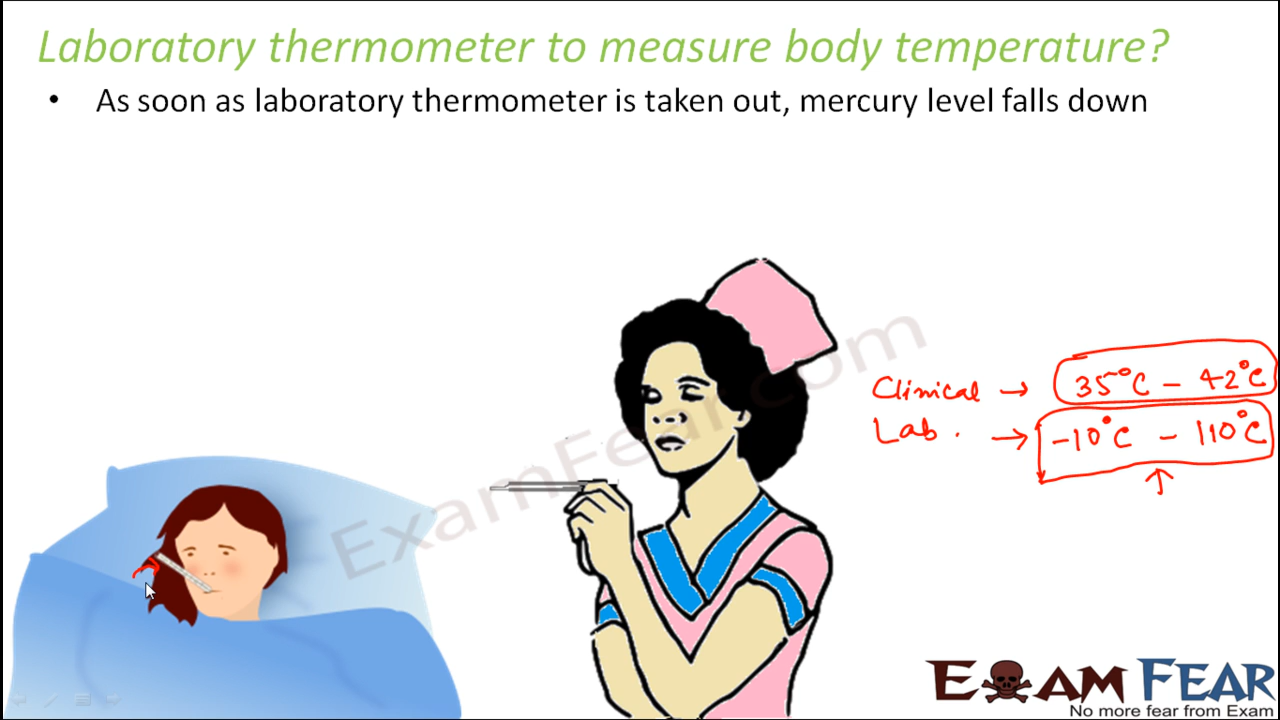 Laboratory thermometer to measure body temperature?
• As soon as laboratory thermometer is taken out, mercury level falls down
ExamFear.com
Clinical → 35°C – 42°C
Lab. → -10°C – 110°C
EXAM FEAR
No more fear from Exam